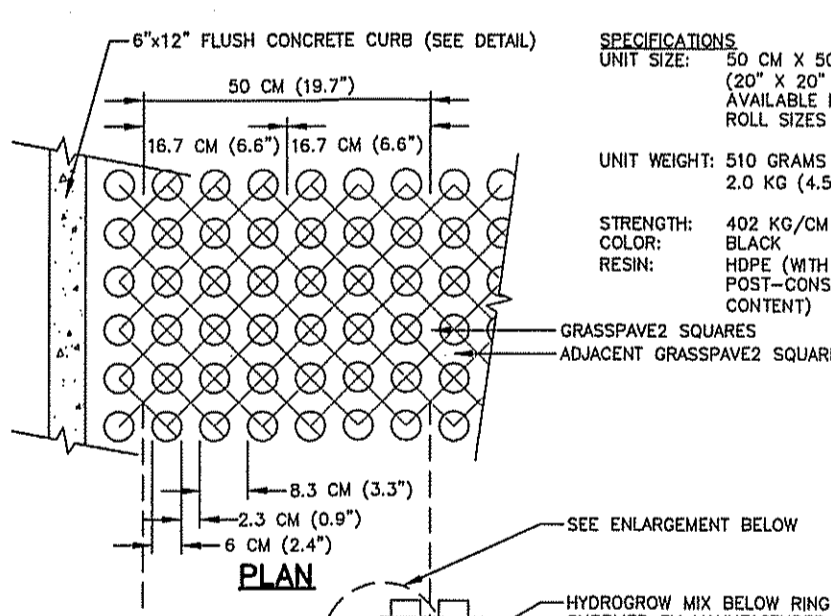 6"x12" FLUSH CONCRETE CURB (SEE DETAIL)
50 CM (19.7")
16.7 CM (6.6") 16.7 CM (6.6")
SPECIFICATIONS
UNIT SIZE: 50 CM X 50
(20" X 20"
AVAILABLE
ROLL SIZES
UNIT WEIGHT: 510 GRAMS
2.0 KG (4.5
STRENGTH: 402 KG/CM
COLOR: BLACK
RESIN: HDPE (WITH
POST-CONS
CONTENT)
GRASSPAVE2 SQUARES
ADJACENT GRASSPAVE2 SQUARE
8.3 CM (3.3")
2.3 CM (0.9")
6 CM (2.4")
PLAN
SEE ENLARGEMENT BELOW
HYDROGROW MIX BELOW RING